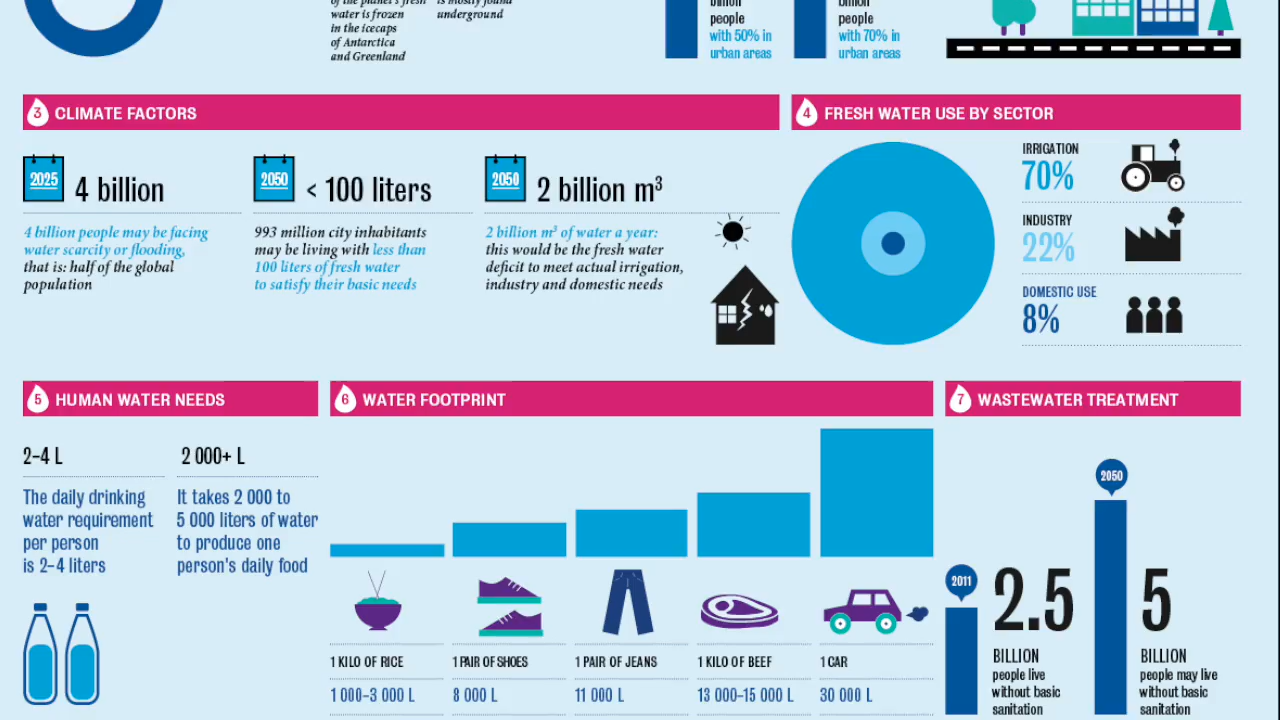 of the planet's fresh
water is frozen
in the icecaps
of Antarctica
and Greenland
is mostly found
underground
billion
people
with 50% in
urban areas
billion
people
with 70% in
urban areas
3 CLIMATE FACTORS
2025 4 billion
4 billion people may be facing
water scarcity or flooding,
that is: half of the global
population
2050 < 100 liters
993 million city inhabitants
may be living with less than
100 liters of fresh water
to satisfy their basic needs
2050 2 billion m³
2 billion m³ of water a year:
this would be the fresh water
deficit to meet actual irrigation,
industry and domestic needs
4 FRESH WATER USE BY SECTOR
IRRIGATION
70%
INDUSTRY
22%
DOMESTIC USE
8%
5 HUMAN WATER NEEDS
2–4 L
The daily drinking
water requirement
per person
is 2–4 liters
2 000+ L
It takes 2 000 to
5 000 liters of water
to produce one
person's daily food
6 WATER FOOTPRINT
1 KILO OF RICE
1 000–3 000 L
1 PAIR OF SHOES
8 000 L
1 PAIR OF JEANS
11 000 L
1 KILO OF BEEF
13 000–15 000 L
1 CAR
30 000 L
7 WASTEWATER TREATMENT
2011
2.5
BILLION
people live
without basic
sanitation
2050
5
BILLION
people may live
without basic
sanitation